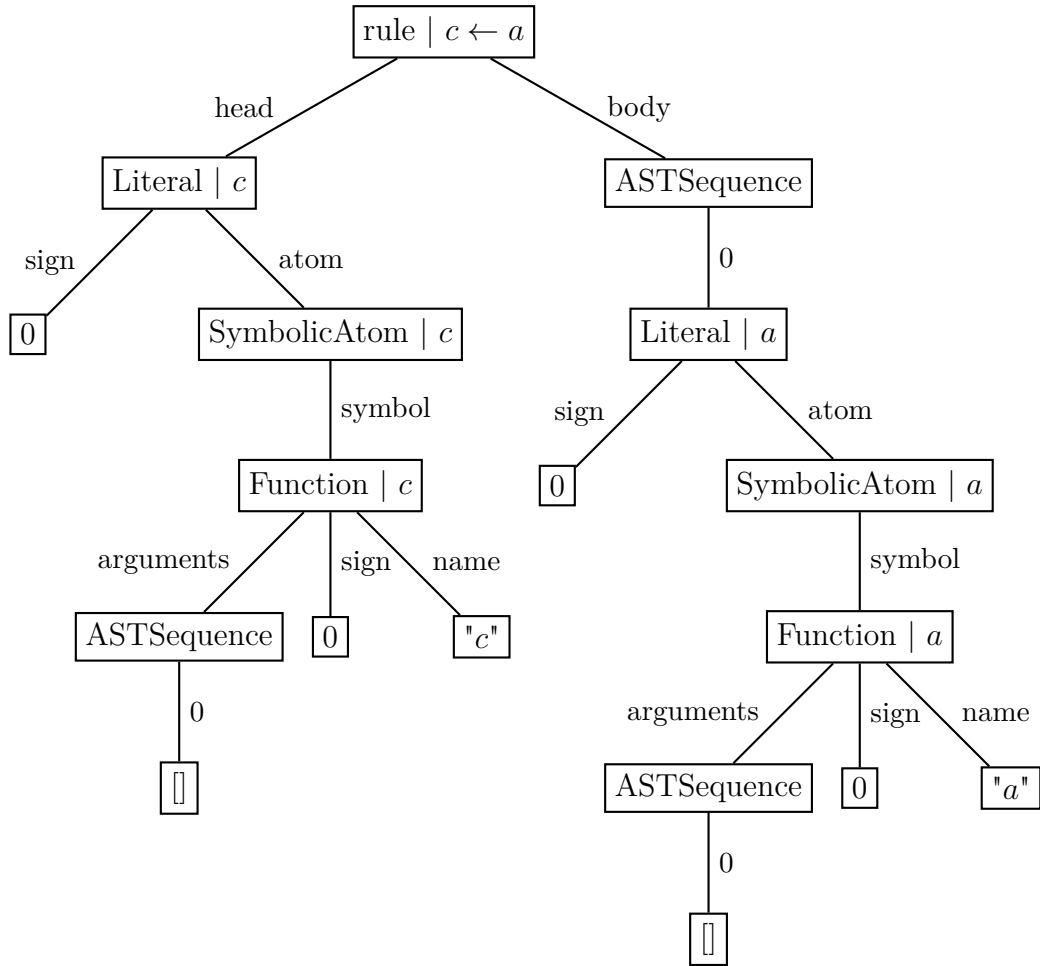 rule | c ← a
head
body
Literal | c
ASTSequence
sign
atom
0
0
SymbolicAtom | c
Literal | a
symbol
sign
atom
Function | c
0
SymbolicAtom | a
arguments
sign
name
symbol
ASTSequence
0
"c"
Function | a
0
arguments
sign
name
[]
ASTSequence
0
"a"
0
[]